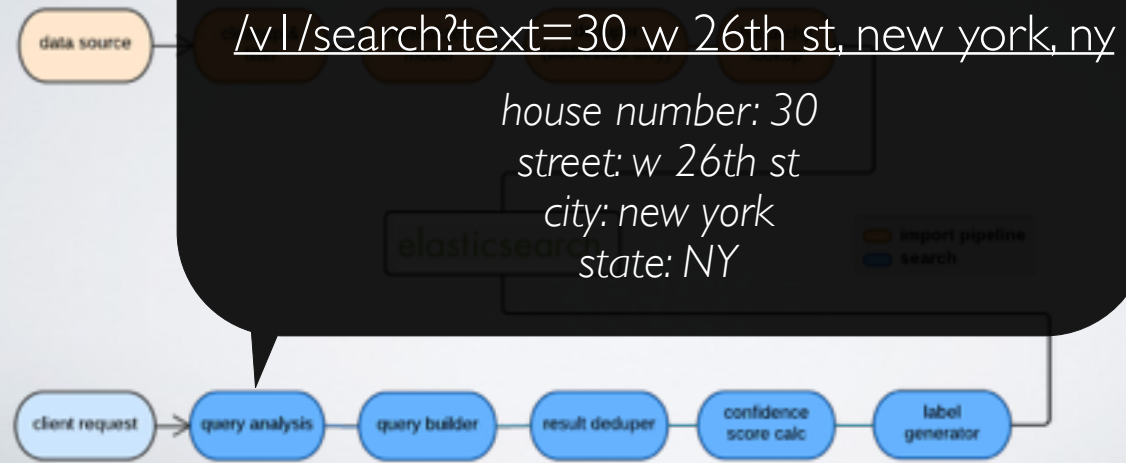 data source
/v1/search?text=30 w 26th st, new york, ny
house number: 30
street: w 26th st
city: new york
state: NY
elasticsearch
import pipeline
search
client request
query analysis
query builder
result deduper
confidence
score calc
label
generator